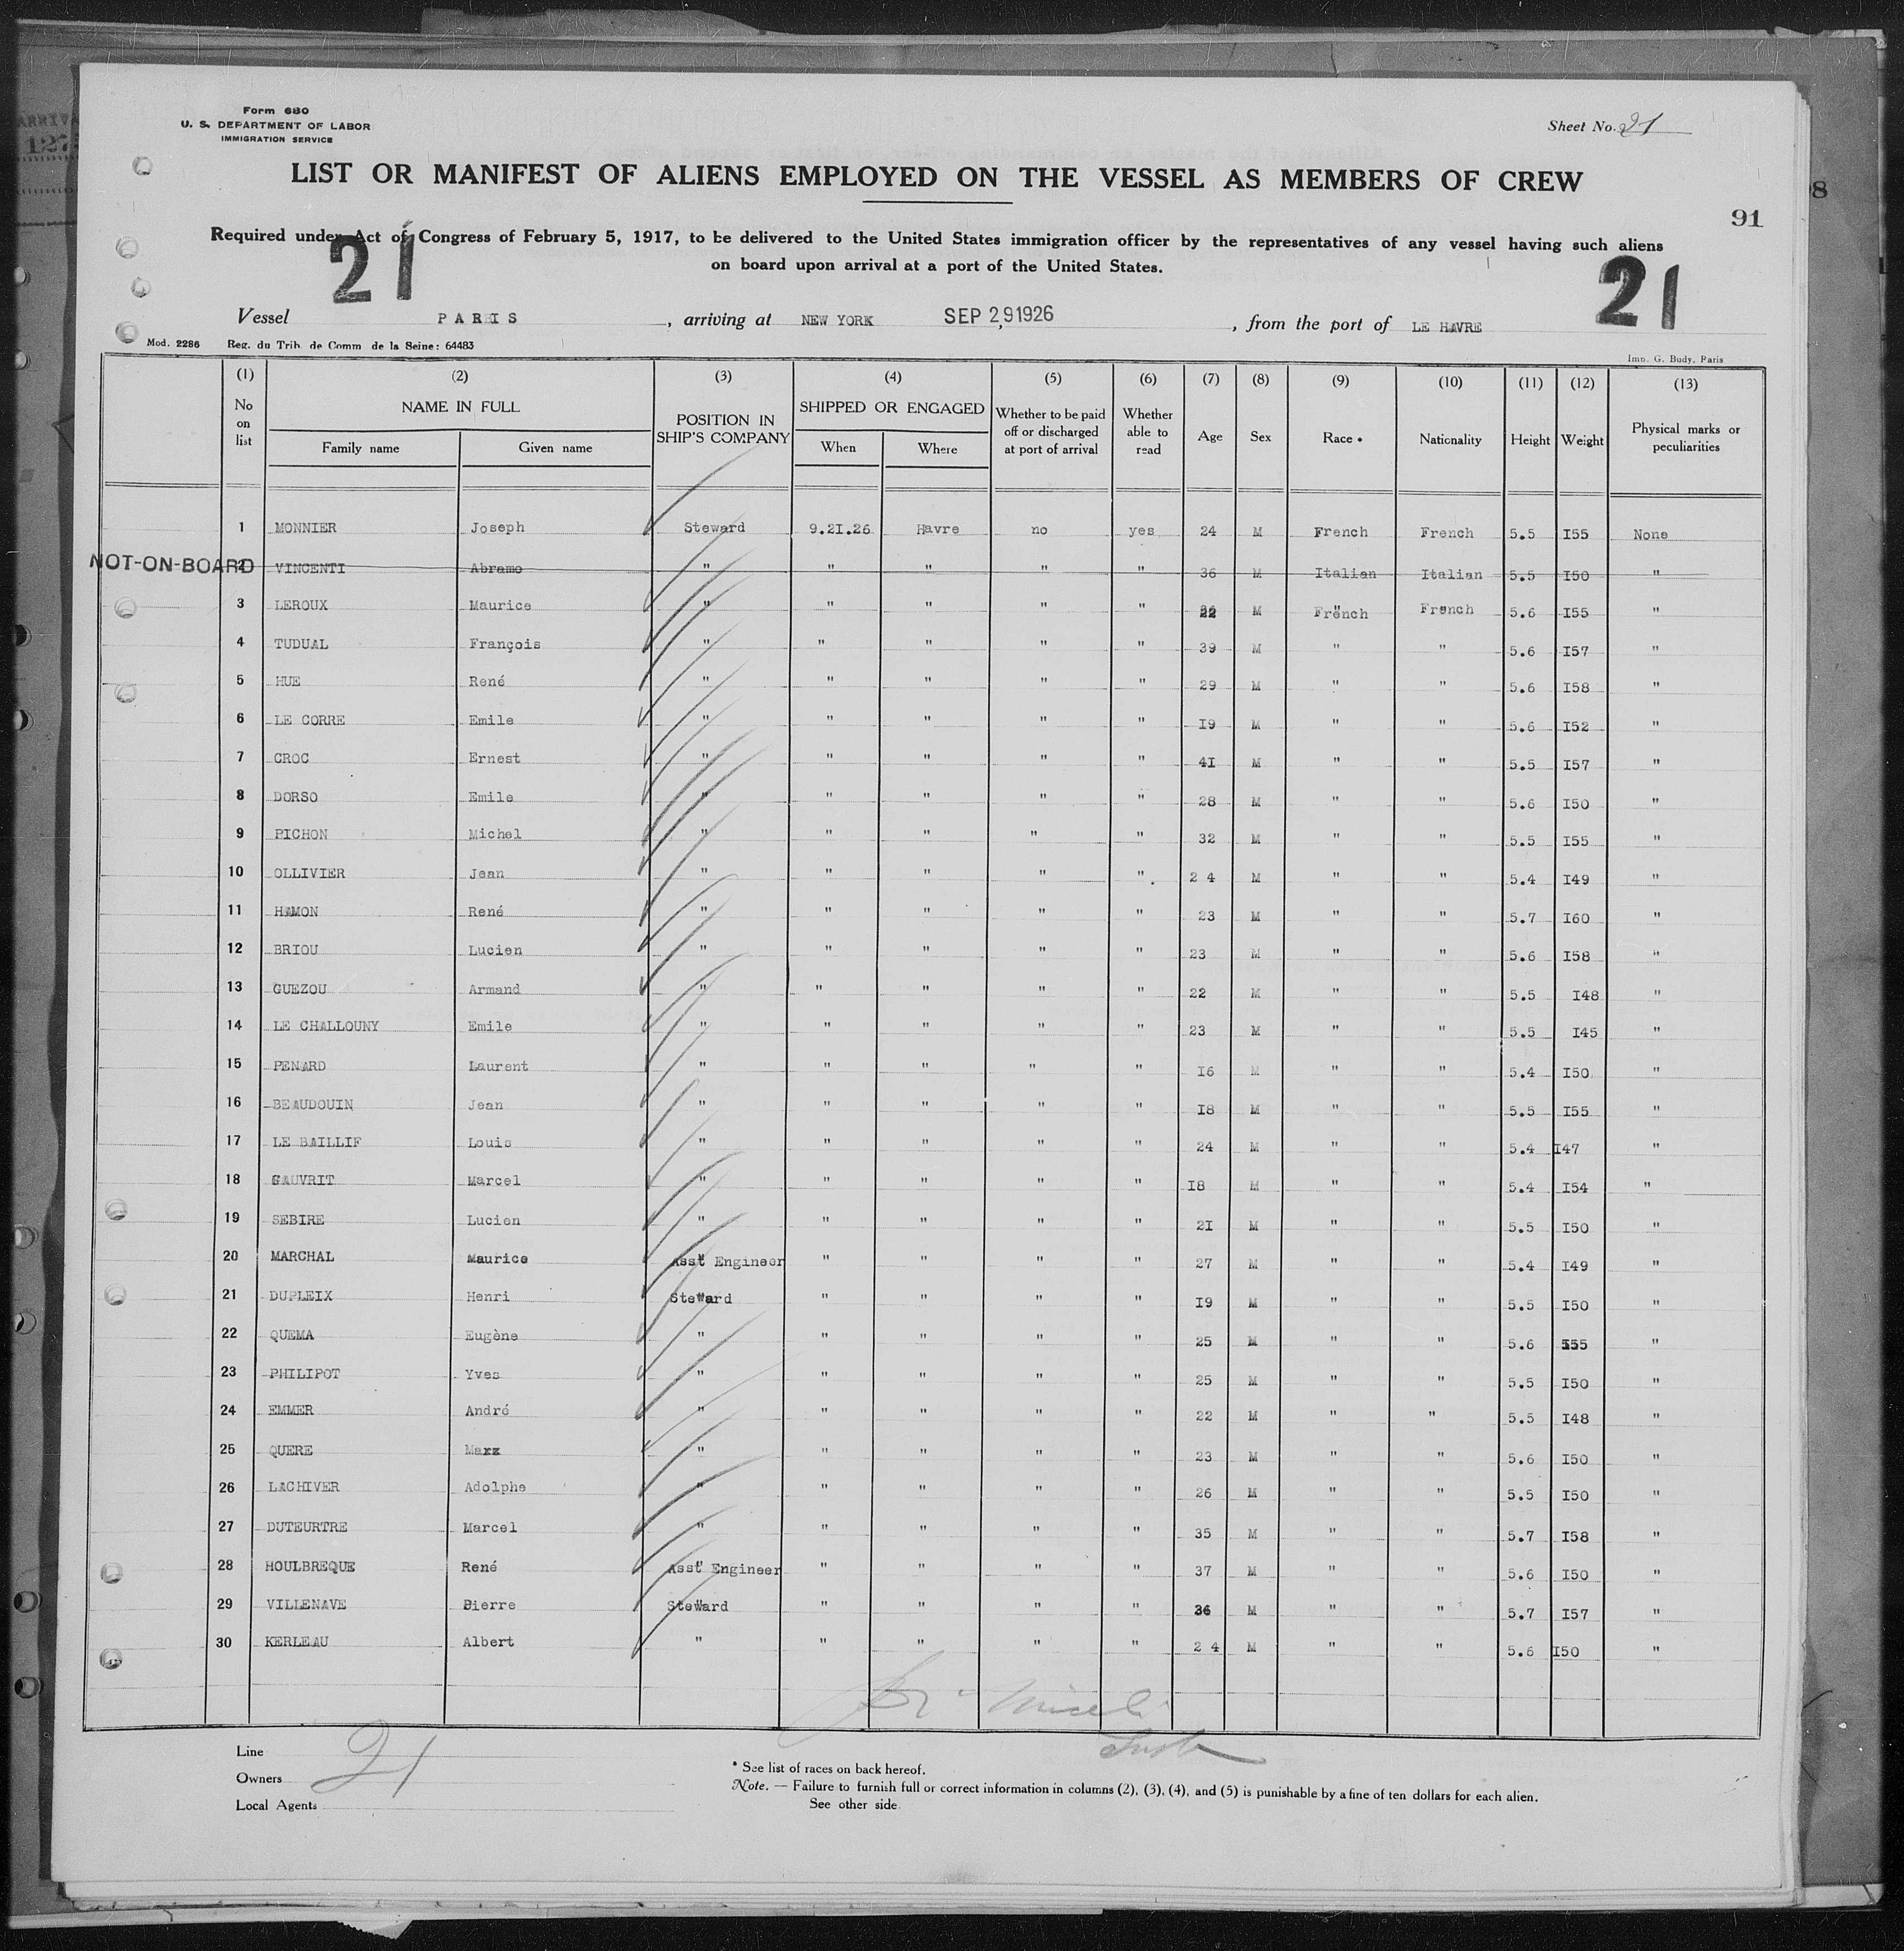 Form 680
U. S. DEPARTMENT OF LABOR
IMMIGRATION SERVICE
Sheet No. 21
LIST OR MANIFEST OF ALIENS EMPLOYED ON THE VESSEL AS MEMBERS OF CREW
91
Required under Act of Congress of February 5, 1917, to be delivered to the United States immigration officer by the representatives of any vessel having such aliens
on board upon arrival at a port of the United States.
21
21
Vessel PARIS, arriving at NEW YORK SEP 29 1926, from the port of LE HAVRE
Mod. 2286 Reg. du Trib. de Comm de la Seine: 64483
Imp. G. Budy, Paris
(1) (2) (3) (4) (5) (6) (7) (8) (9) (10) (11) (12) (13)
No on list NAME IN FULL Family name Given name POSITION IN SHIP'S COMPANY SHIPPED OR ENGAGED When Where Whether to be paid off or discharged at port of arrival Whether able to read Age Sex Race * Nationality Height Weight Physical marks or peculiarities
1 MONNIER Joseph Steward 9.21.26 Havre no yes 24 M French French 5.5 155 None
NOT-ON-BOARD 2 VINCENTI Abramo " " " " " 36 M Italian Italian 5.5 150 "
3 LEROUX Maurice " " " " " 22 M French French 5.6 155 "
4 TUDUAL François " " " " " 39 M " " 5.6 157 "
5 HUE René " " " " " 29 M " " 5.6 158 "
6 LE CORRE Emile " " " " " 19 M " " 5.6 152 "
7 CROC Ernest " " " " " 41 M " " 5.5 157 "
8 DORSO Emile " " " " " 28 M " " 5.6 150 "
9 PICHON Michel " " " " " 32 M " " 5.5 155 "
10 OLLIVIER Jean " " " " " 24 M " " 5.4 149 "
11 HAMON René " " " " " 23 M " " 5.7 160 "
12 BRIOU Lucien " " " " " 23 M " " 5.6 158 "
13 GUEZOU Armand " " " " " 22 M " " 5.5 148 "
14 LE CHALLOUNY Emile " " " " " 23 M " " 5.5 145 "
15 PENARD Laurent " " " " " 16 M " " 5.4 150 "
16 BEAUDOUIN Jean " " " " " 18 M " " 5.5 155 "
17 LE BAILLIF Louis " " " " " 24 M " " 5.4 147 "
18 GAUVRIT Marcel " " " " " 18 M " " 5.4 154 "
19 SEBIRE Lucien " " " " " 21 M " " 5.5 150 "
20 MARCHAL Maurice Asst Engineer " " " " 27 M " " 5.4 149 "
21 DUPLEIX Henri Steward " " " " 19 M " " 5.5 150 "
22 QUEMA Eugène " " " " " 25 M " " 5.6 155 "
23 PHILIPOT Yves " " " " " 25 M " " 5.5 150 "
24 EMMER André " " " " " 22 M " " 5.5 148 "
25 QUERE Maxx " " " " " 23 M " " 5.6 150 "
26 LACHIVER Adolphe " " " " " 26 M " " 5.5 150 "
27 DUTEURTRE Marcel " " " " " 35 M " " 5.7 158 "
28 HOULBREQUE René Asst Engineer " " " " 37 M " " 5.6 150 "
29 VILLENAVE Pierre Steward " " " " 36 M " " 5.7 157 "
30 KERLEAU Albert " " " " " 24 M " " 5.6 150 "
Line
Owners
Local Agents
21
* See list of races on back hereof.
Note. — Failure to furnish full or correct information in columns (2), (3), (4), and (5) is punishable by a fine of ten dollars for each alien.
See other side.